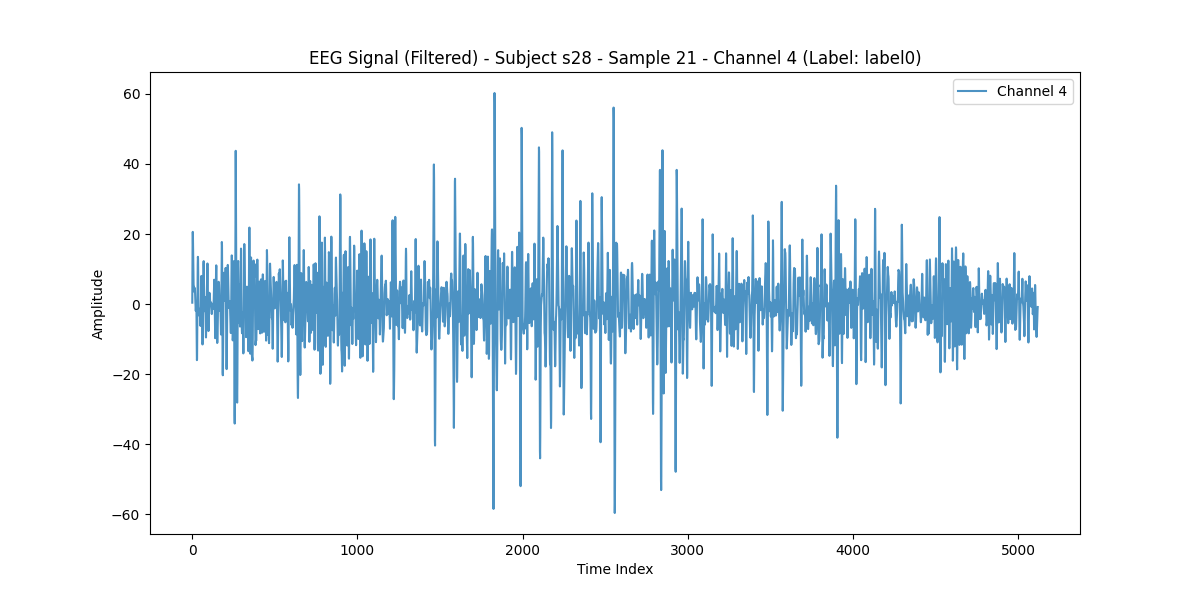 EEG Signal (Filtered) - Subject s28 - Sample 21 - Channel 4 (Label: label0)
Channel 4
60
40
20
0
−20
−40
−60
Amplitude
0 1000 2000 3000 4000 5000
Time Index